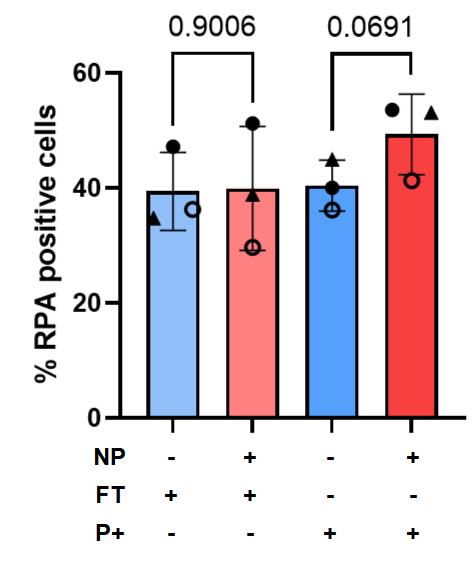 0.9006 0.0691
60
40
20
0
% RPA positive cells
NP - + - +
FT + + - -
P+ - - + +